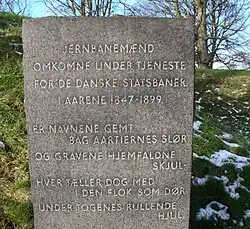 JERNBANEMÆND
OMKOMNE UNDER TJENESTE
FOR DE DANSKE STATSBANER
I AARENE 1847-1899.
ER NAVNENE GEMT
BAG AARTIERNES SLØR
OG GRAVENE HJEMFALDNE
SKJUL-
HVER TÆLLER DOG MED
I DEN FLOK SOM DØR
UNDER TOGENES RULLENDE
HJUL.